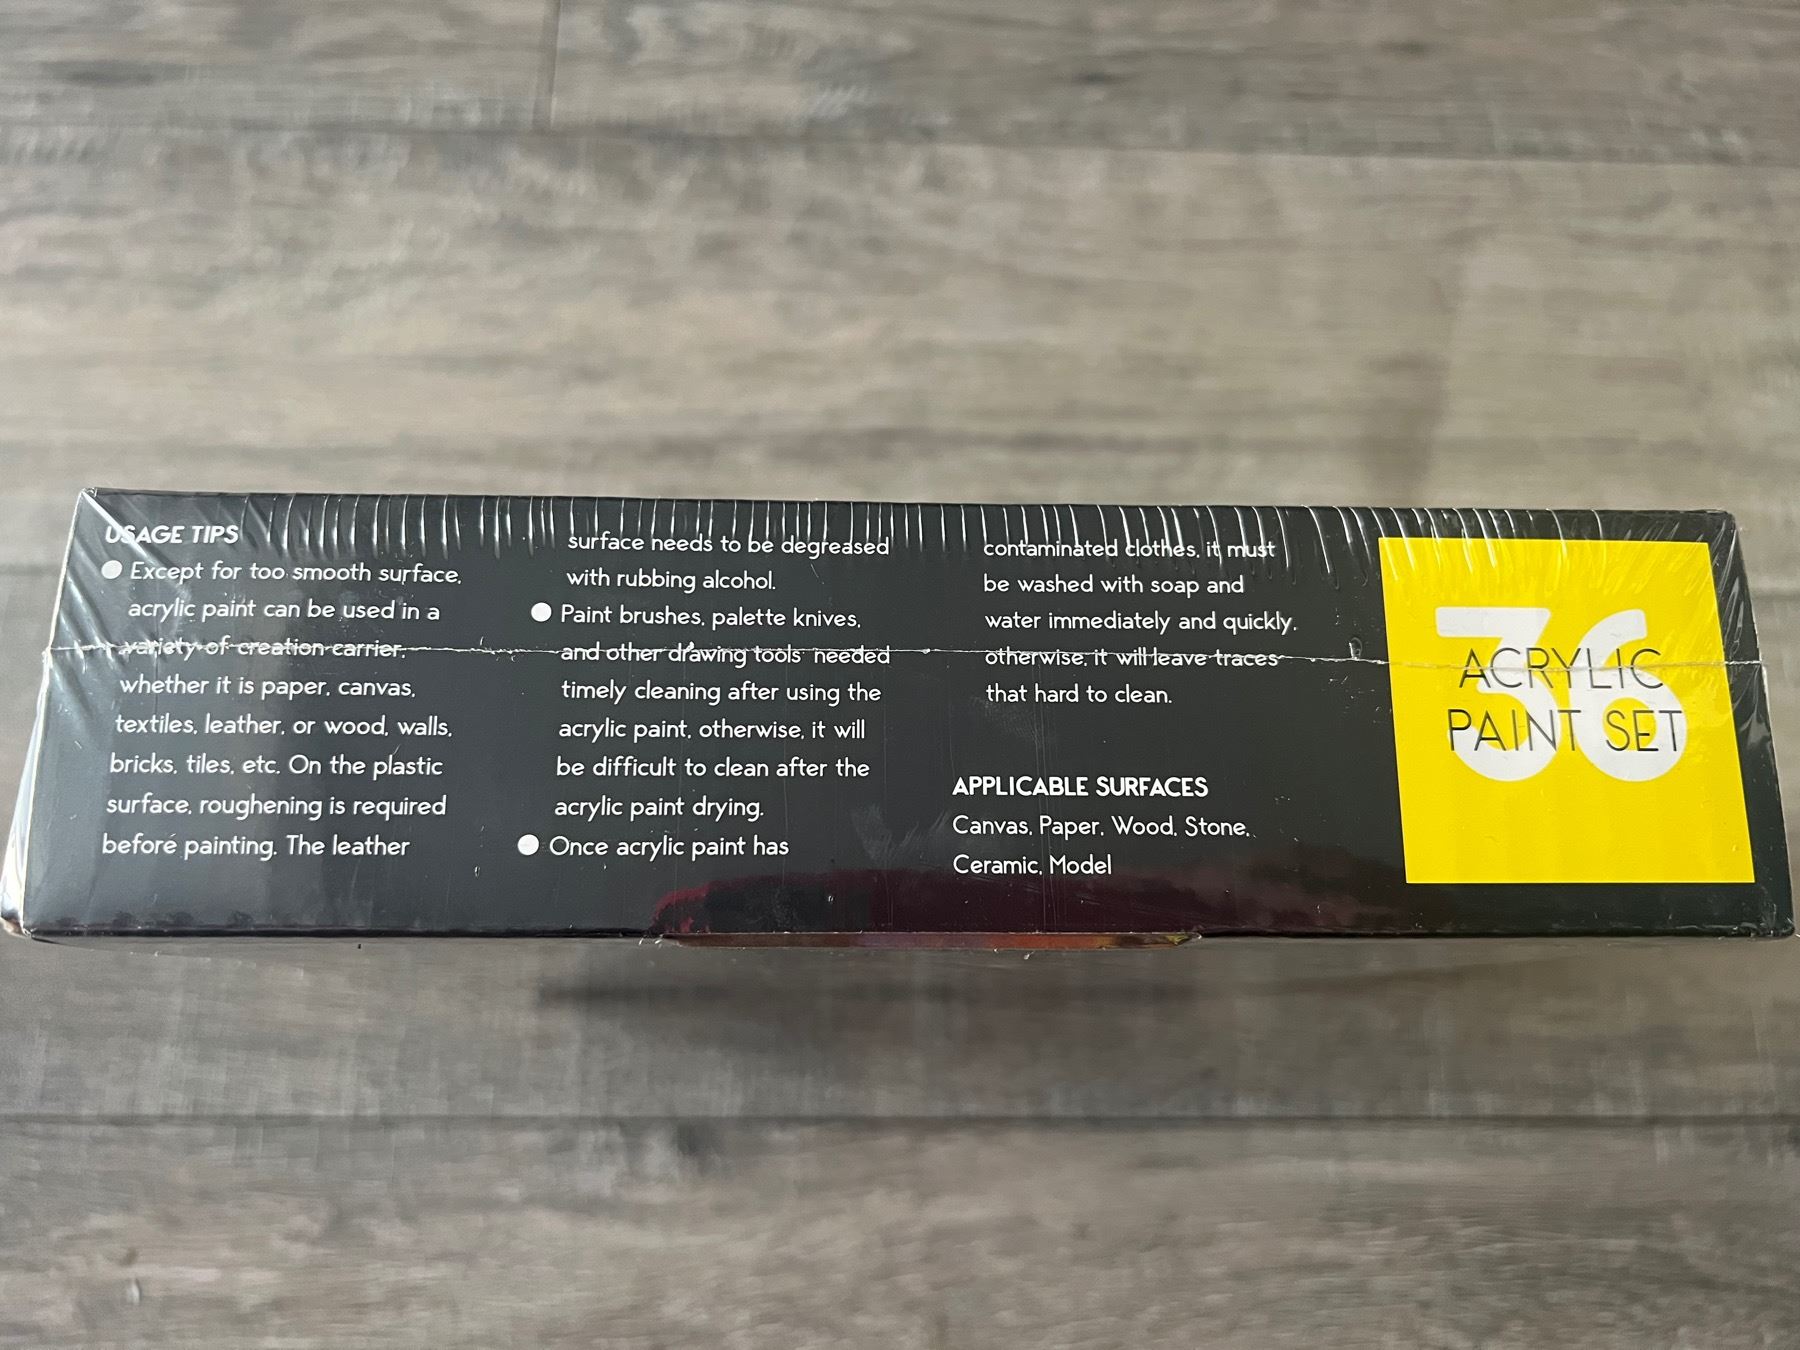 USAGE TIPS
Except for too smooth surface,
acrylic paint can be used in a
variety of creation carrier.
whether it is paper, canvas,
textiles, leather, or wood, walls,
bricks, tiles, etc. On the plastic
surface, roughening is required
before painting. The leather
surface needs to be degreased
with rubbing alcohol.
Paint brushes, palette knives,
and other drawing tools needed
timely cleaning after using the
acrylic paint, otherwise, it will
be difficult to clean after the
acrylic paint drying.
Once acrylic paint has
contaminated clothes, it must
be washed with soap and
water immediately and quickly,
otherwise, it will leave traces
that hard to clean.
APPLICABLE SURFACES
Canvas, Paper, Wood, Stone,
Ceramic, Model
36
ACRYLIC
PAINT SET